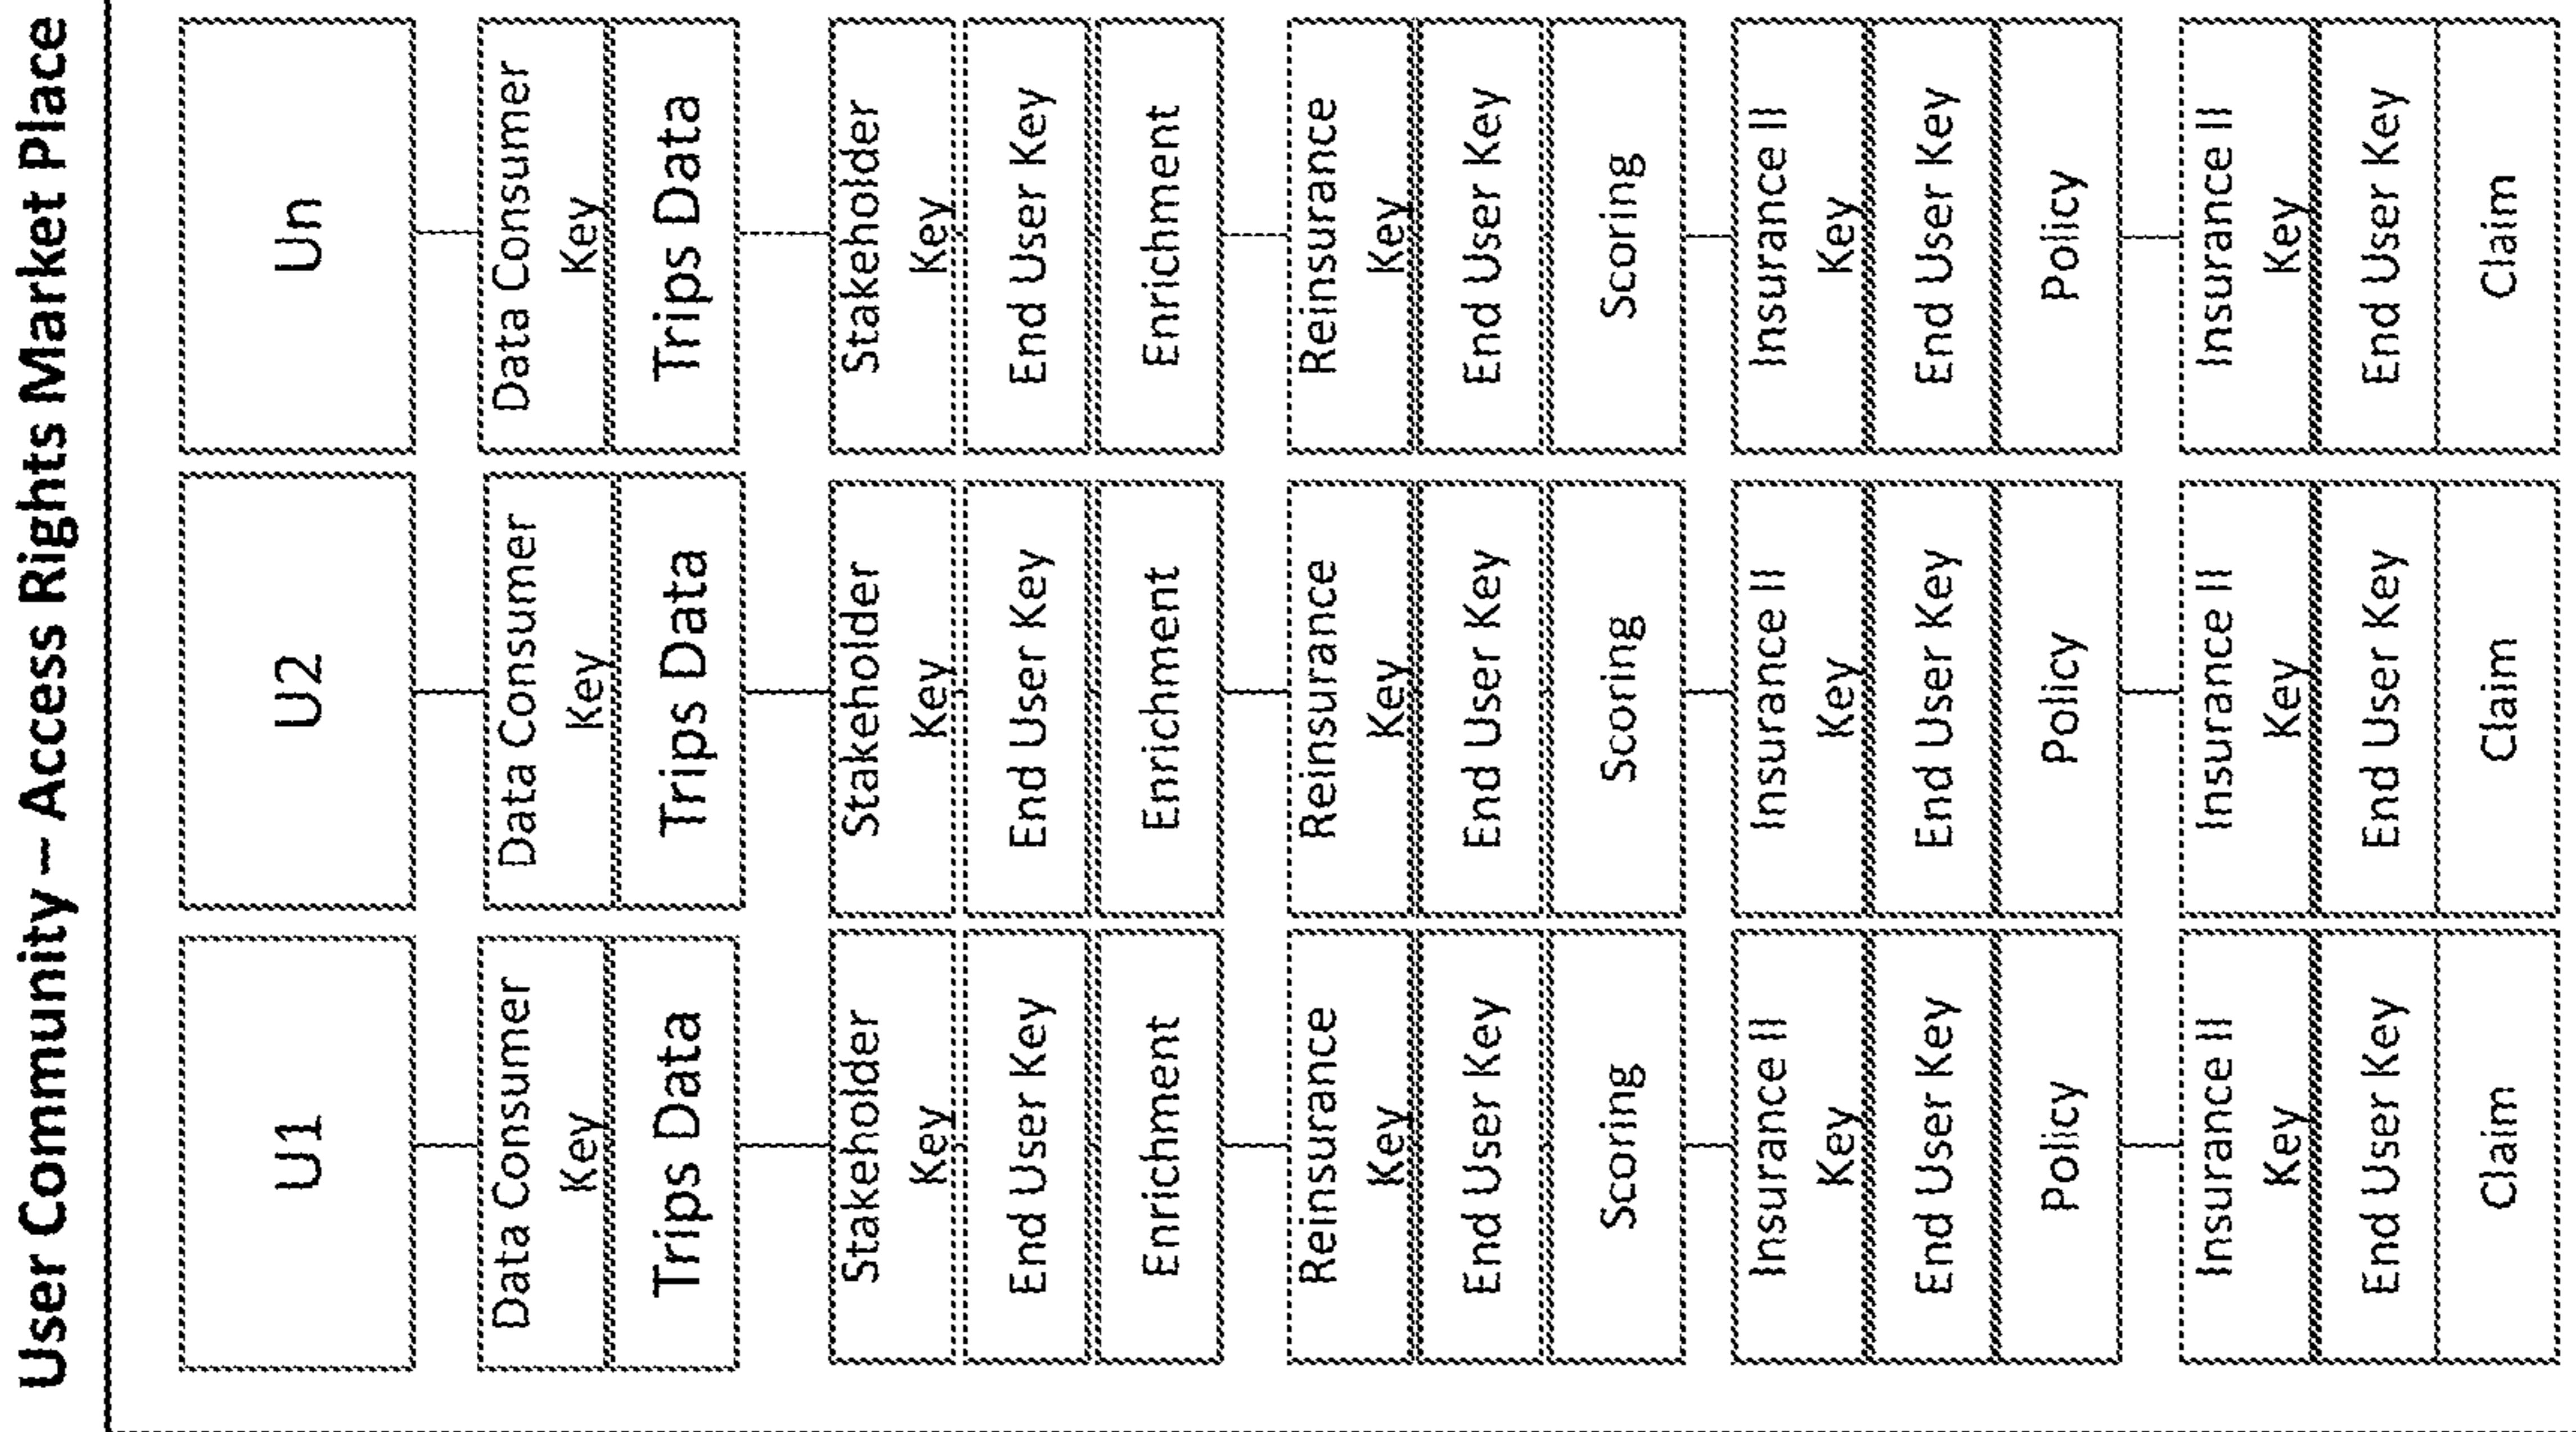 User Community – Access Rights Market Place
U1
Data Consumer
Key
Trips Data
Stakeholder
Key
End User Key
Enrichment
Reinsurance
Key
End User Key
Scoring
Insurance II
Key
End User Key
Policy
Insurance II
Key
End User Key
Claim
U2
Data Consumer
Key
Trips Data
Stakeholder
Key
End User Key
Enrichment
Reinsurance
Key
End User Key
Scoring
Insurance II
Key
End User Key
Policy
Insurance II
Key
End User Key
Claim
Un
Data Consumer
Key
Trips Data
Stakeholder
Key
End User Key
Enrichment
Reinsurance
Key
End User Key
Scoring
Insurance II
Key
End User Key
Policy
Insurance II
Key
End User Key
Claim